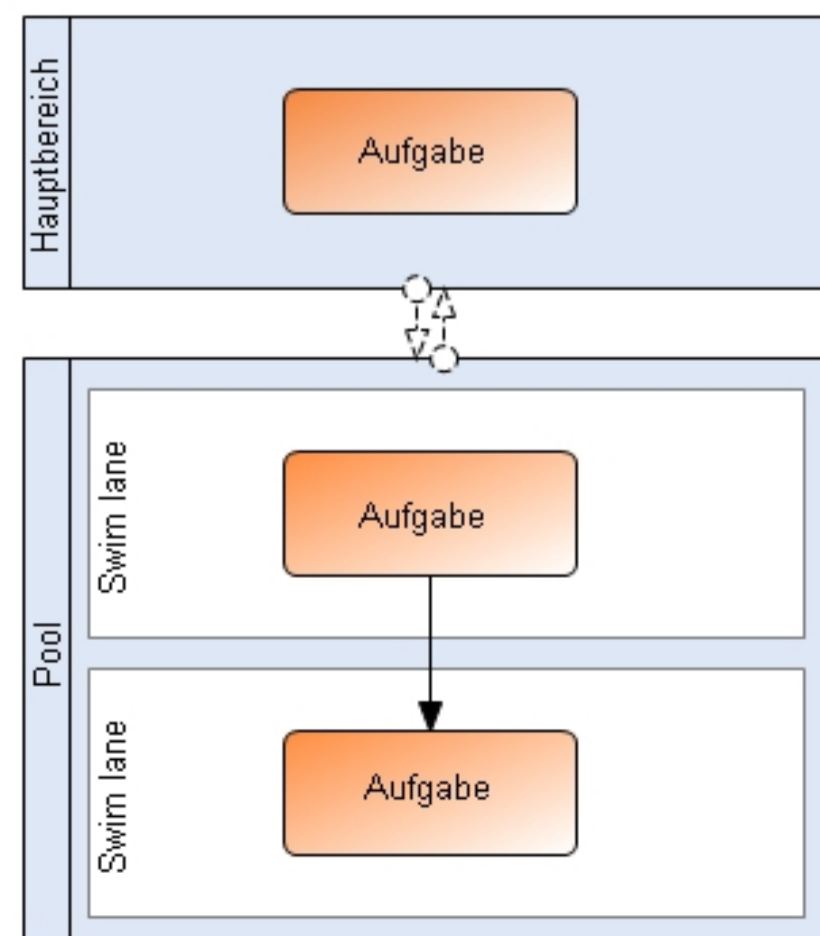 Hauptbereich
Aufgabe
Pool
Swim lane
Aufgabe
Swim lane
Aufgabe